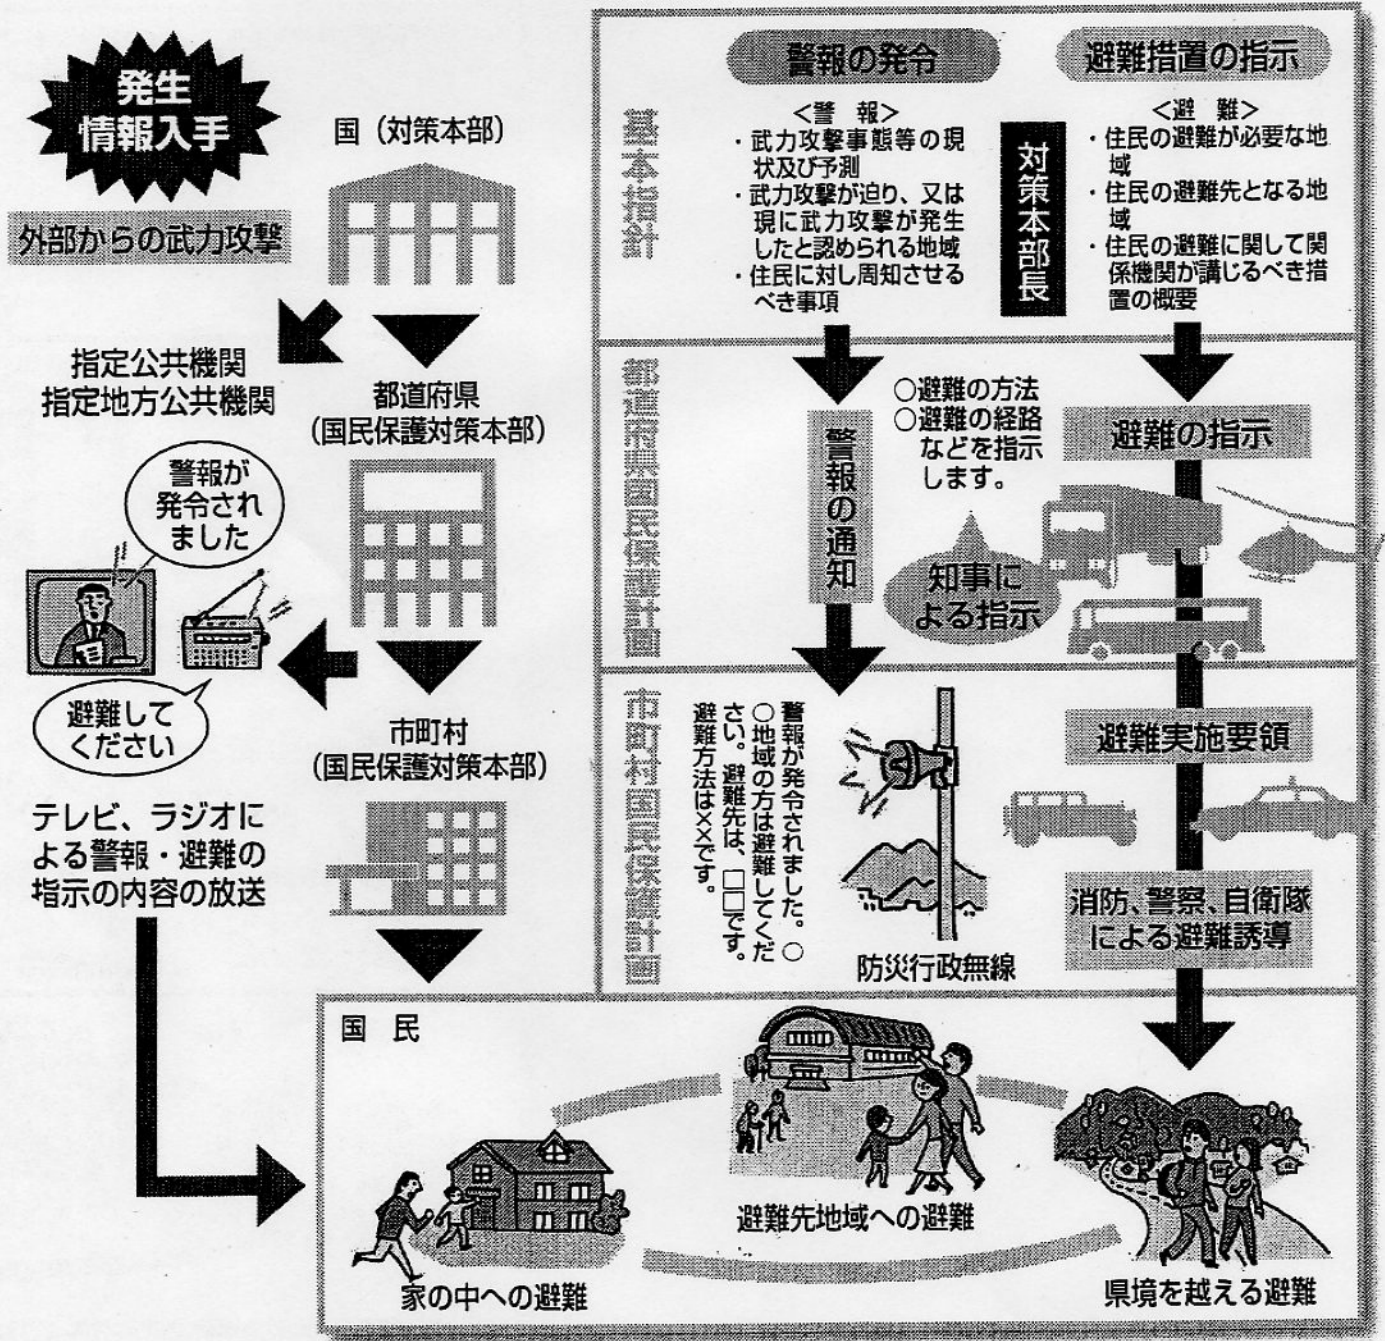 発生
情報入手
外部からの武力攻撃
国（対策本部）
指定公共機関
指定地方公共機関
都道府県
（国民保護対策本部）
警報が
発令され
ました
避難して
ください
テレビ、ラジオに
よる警報・避難の
指示の内容の放送
市町村
（国民保護対策本部）
基本指針
警報の発令
＜警　報＞
・武力攻撃事態等の現
状及び予測
・武力攻撃が迫り、又は
現に武力攻撃が発生
したと認められる地域
・住民に対し周知させる
べき事項
対策本部長
避難措置の指示
＜避　難＞
・住民の避難が必要な地
域
・住民の避難先となる地
域
・住民の避難に関して関
係機関が講じるべき措
置の概要
都道府県国民保護計画
警報の通知
○避難の方法
○避難の経路
などを指示
します。
知事に
よる指示
避難の指示
市町村国民保護計画
警報が発令されました。○
○地域の方は避難してくだ
さい。避難先は、□□です。
避難方法は××です。
防災行政無線
避難実施要領
消防、警察、自衛隊
による避難誘導
国　民
家の中への避難
避難先地域への避難
県境を越える避難